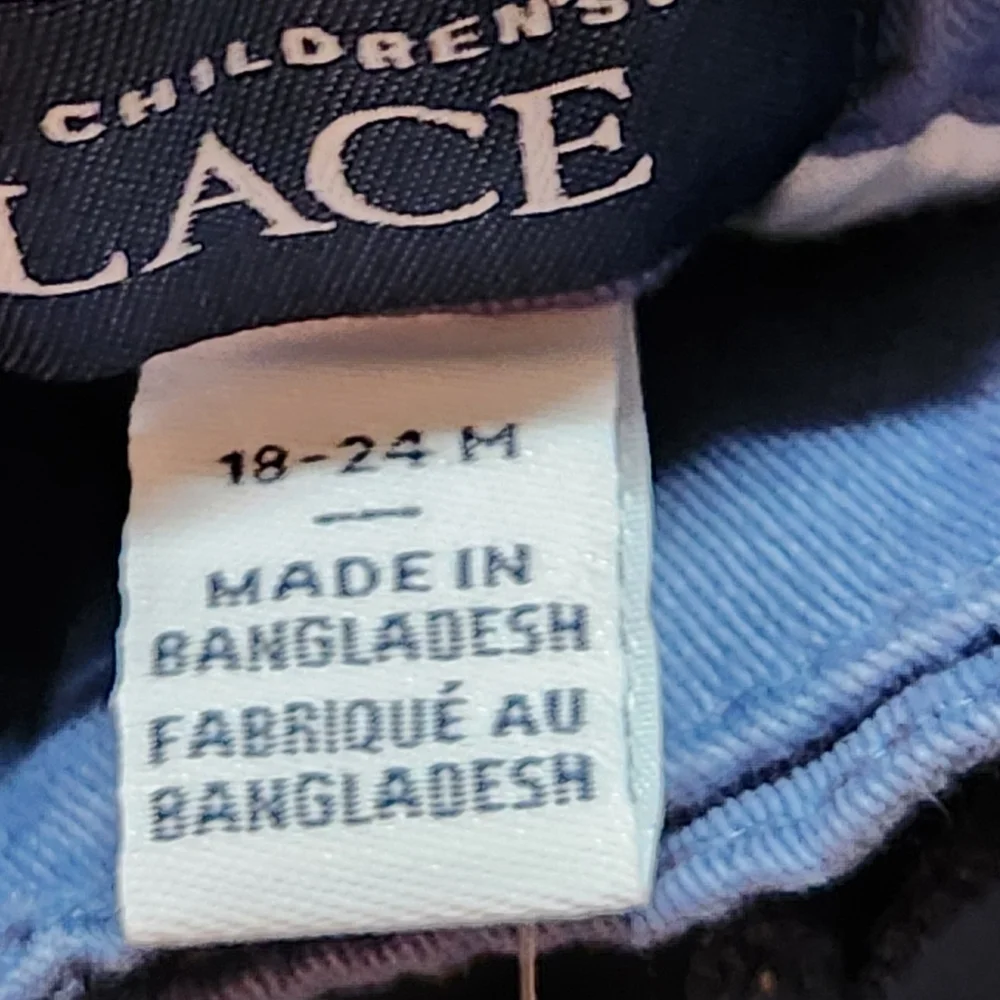 CHILDREN'S
LACE
18-24 M
—
MADE IN
BANGLADESH
FABRIQUÉ AU
BANGLADESH